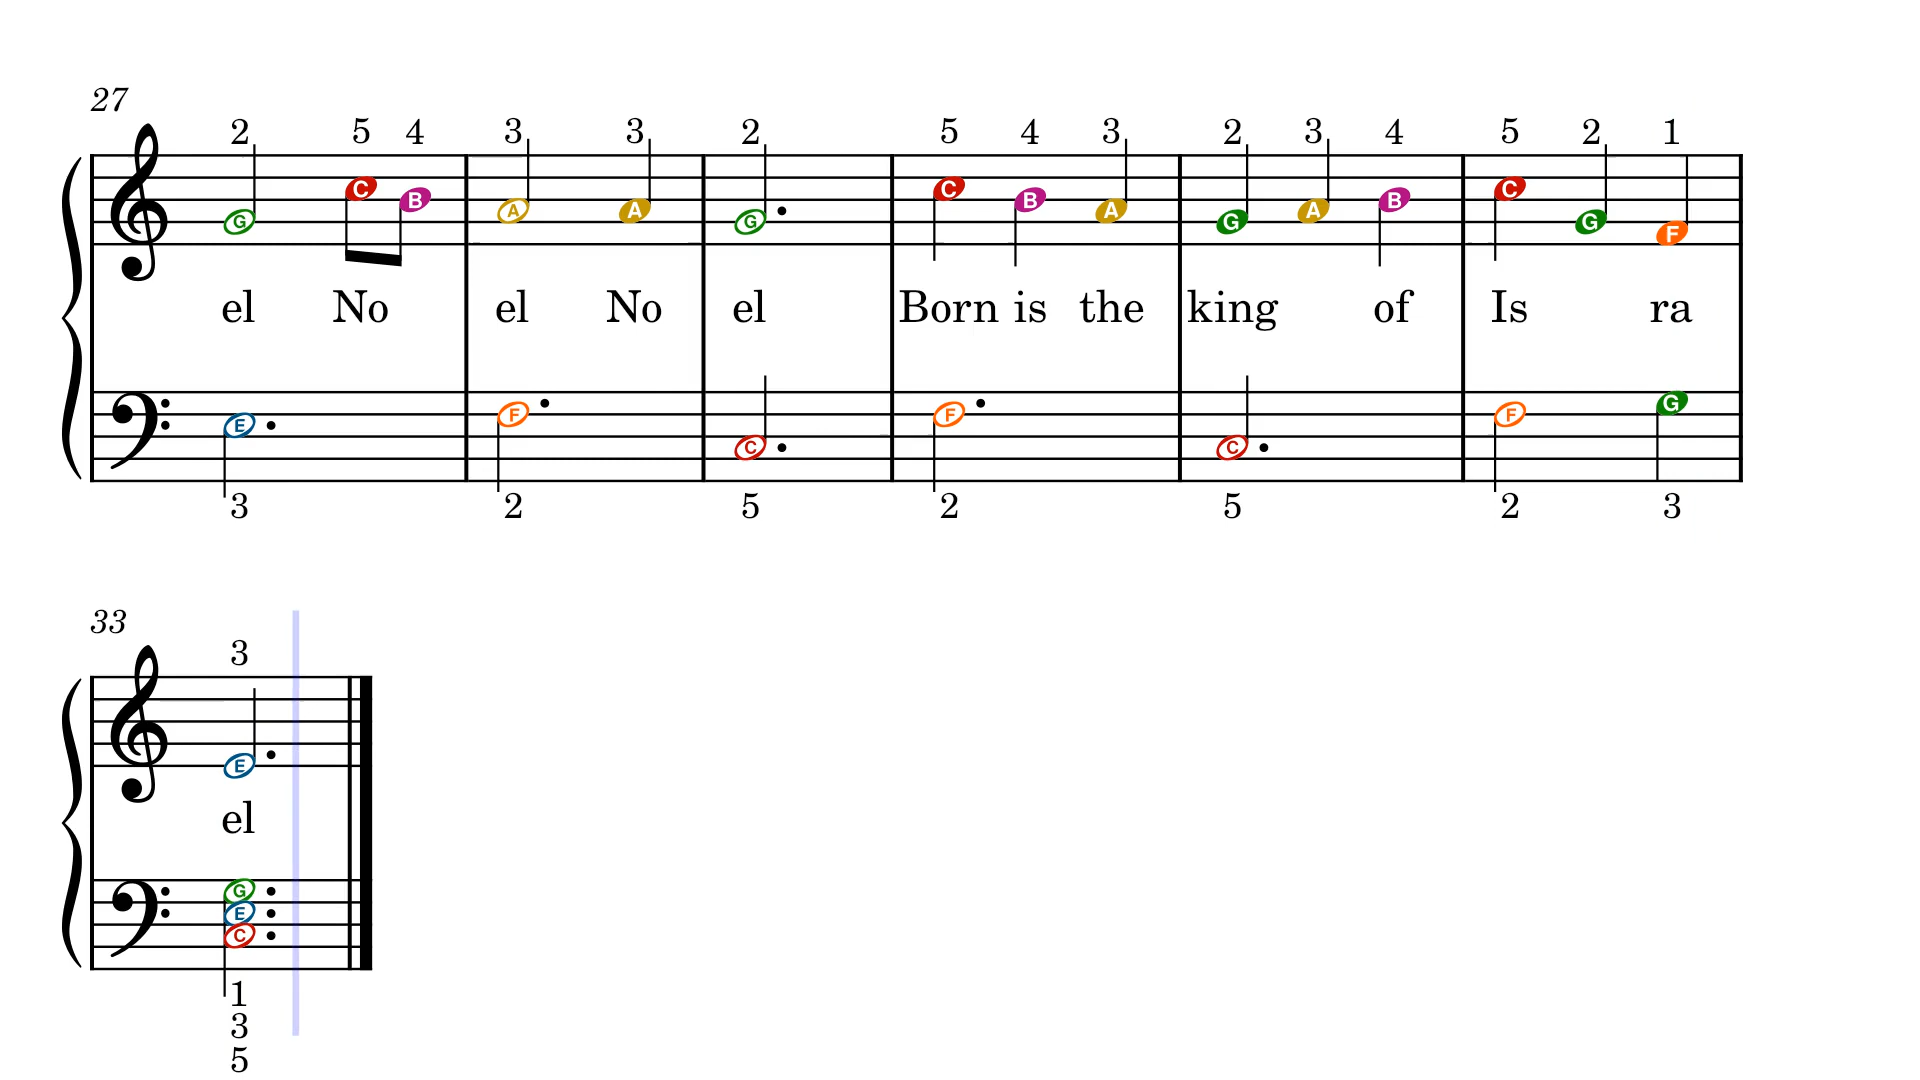 27
2 5 4 3 3 2 5 4 3 2 3 4 5 2 1
G C B A A G C B A G A B C G F
el No el No el Born is the king of Is ra
E F C F C F G
3 2 5 2 5 2 3
33
3
E
el
G
E
C
1
3
5